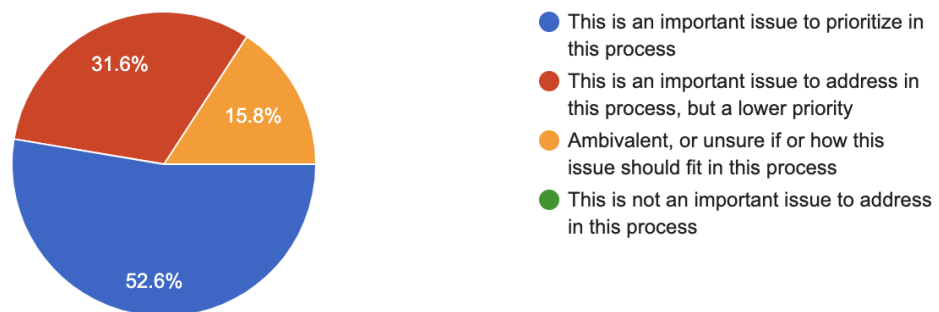 31.6%
15.8%
52.6%
This is an important issue to prioritize in
this process
This is an important issue to address in
this process, but a lower priority
Ambivalent, or unsure if or how this
issue should fit in this process
This is not an important issue to address
in this process